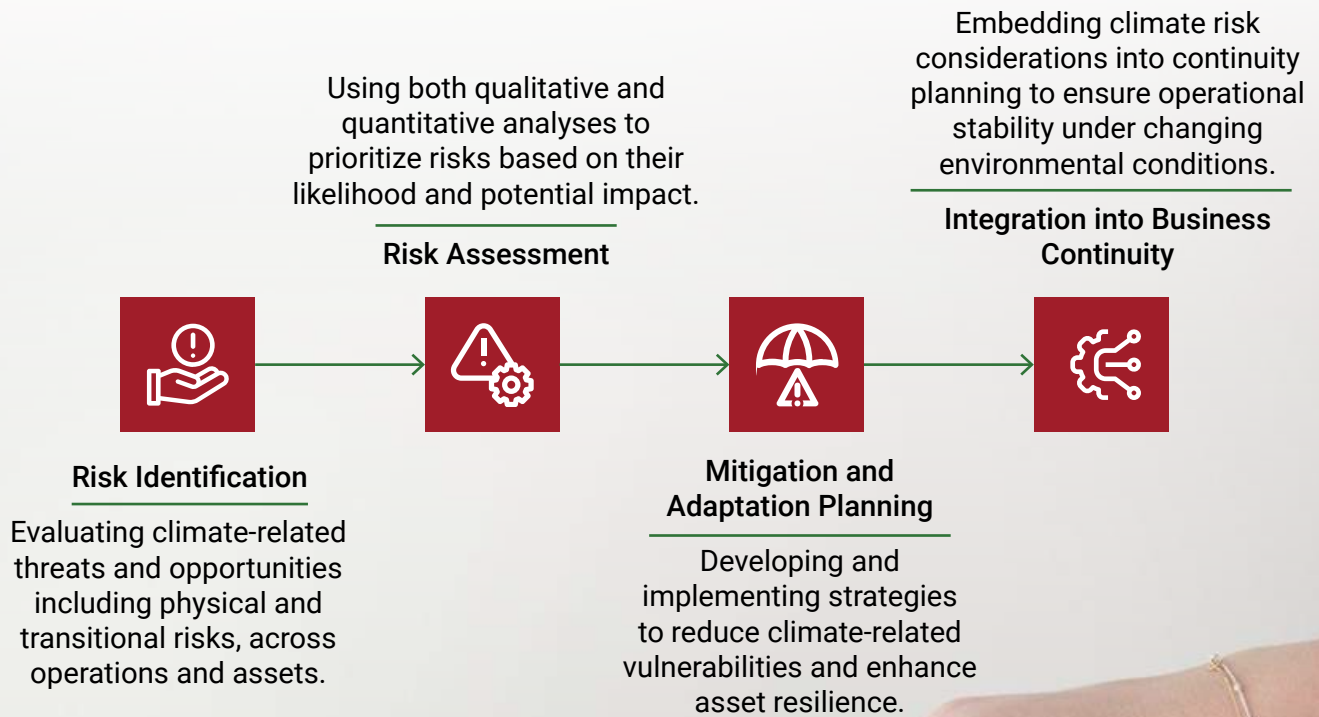 Risk Identification
Evaluating climate-related
threats and opportunities
including physical and
transitional risks, across
operations and assets.
Using both qualitative and
quantitative analyses to
prioritize risks based on their
likelihood and potential impact.
Risk Assessment
Mitigation and
Adaptation Planning
Developing and
implementing strategies
to reduce climate-related
vulnerabilities and enhance
asset resilience.
Embedding climate risk
considerations into continuity
planning to ensure operational
stability under changing
environmental conditions.
Integration into Business
Continuity